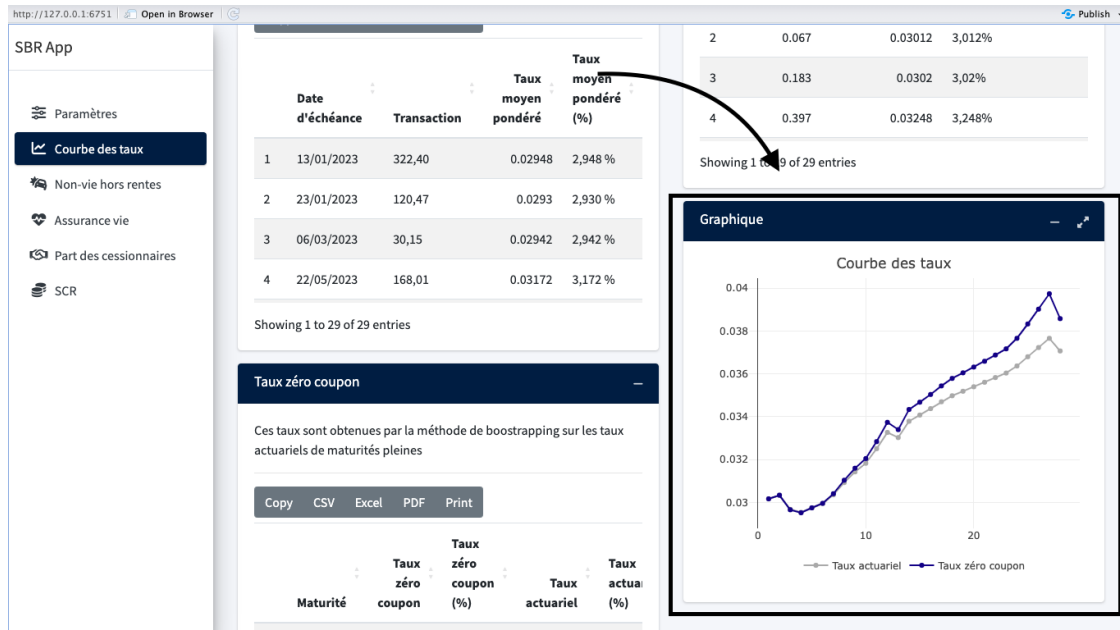 http://127.0.0.1:6751 Open in Browser Publish
SBR App
Paramètres
Courbe des taux
Non-vie hors rentes
Assurance vie
Part des cessionnaires
SCR
Date d'échéance Transaction Taux moyen pondéré Taux moyen pondéré (%)
1 13/01/2023 322,40 0.02948 2,948 %
2 23/01/2023 120,47 0.0293 2,930 %
3 06/03/2023 30,15 0.02942 2,942 %
4 22/05/2023 168,01 0.03172 3,172 %
Showing 1 to 29 of 29 entries
Taux zéro coupon
Ces taux sont obtenues par la méthode de boostrapping sur les taux
actuariels de maturités pleines
Copy CSV Excel PDF Print
Maturité Taux zéro coupon Taux zéro coupon (%) Taux actuariel Taux (%)
2 0.067 0.03012 3,012%
3 0.183 0.0302 3,02%
4 0.397 0.03248 3,248%
Showing 1 of 29 entries
Graphique
Courbe des taux
0.04
0.038
0.036
0.034
0.032
0.03
0 10 20
Taux actuariel Taux zéro coupon